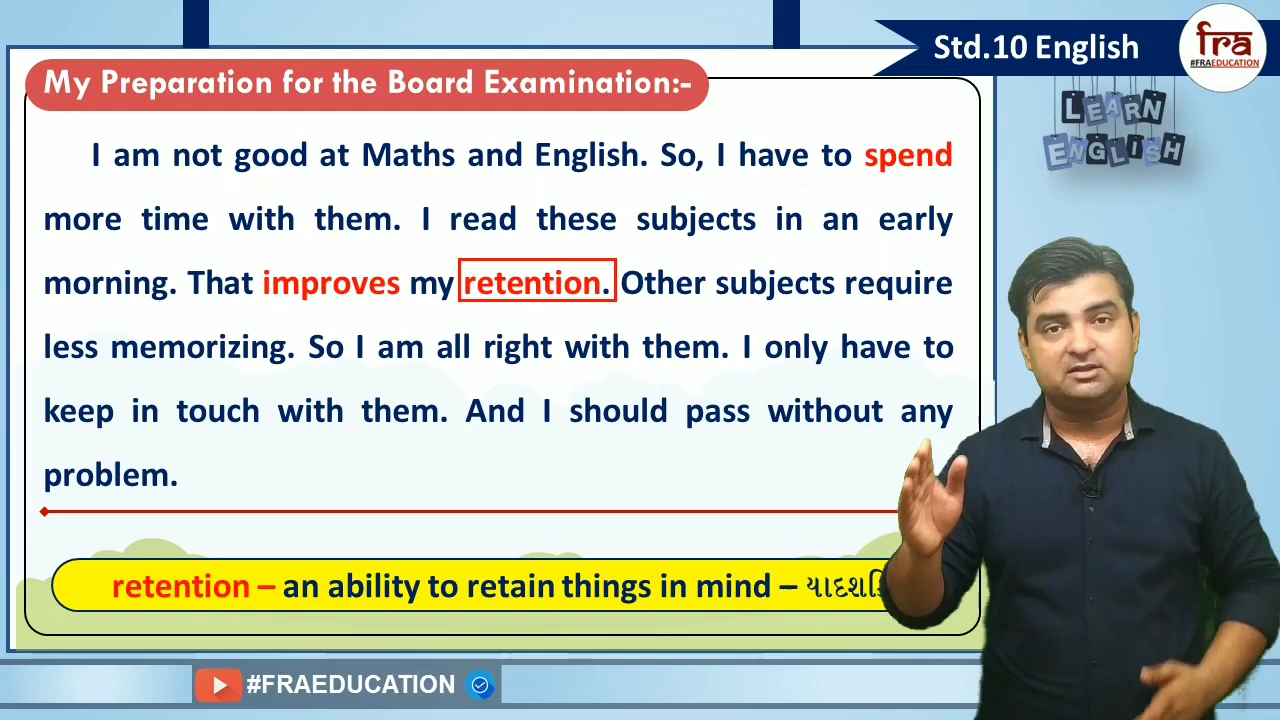 Std.10 English
fra
#FRAEDUCATION
My Preparation for the Board Examination:-
LEARN
ENGLISH
I am not good at Maths and English. So, I have to spend
more time with them. I read these subjects in an early
morning. That improves my retention. Other subjects require
less memorizing. So I am all right with them. I only have to
keep in touch with them. And I should pass without any
problem.
retention – an ability to retain things in mind –
#FRAEDUCATION